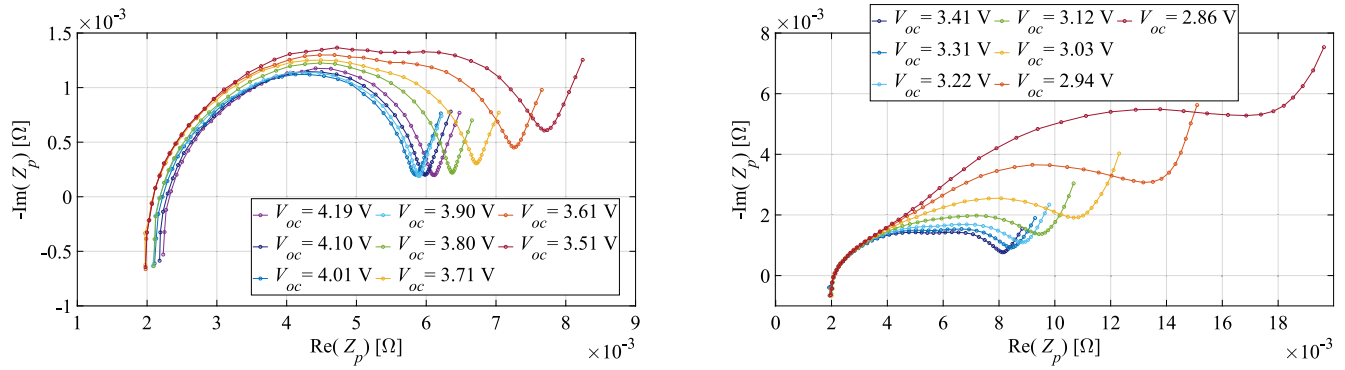 ×10⁻³
1.5
1
0.5
0
-0.5
-1
-Im(Z_p) [Ω]
V_oc = 4.19 V V_oc = 3.90 V V_oc = 3.61 V
V_oc = 4.10 V V_oc = 3.80 V V_oc = 3.51 V
V_oc = 4.01 V V_oc = 3.71 V
1 2 3 4 5 6 7 8 9
Re(Z_p) [Ω]
×10⁻³
×10⁻³
8
6
4
2
0
-Im(Z_p) [Ω]
V_oc = 3.41 V V_oc = 3.12 V V_oc = 2.86 V
V_oc = 3.31 V V_oc = 3.03 V
V_oc = 3.22 V V_oc = 2.94 V
0 2 4 6 8 10 12 14 16 18
Re(Z_p) [Ω]
×10⁻³